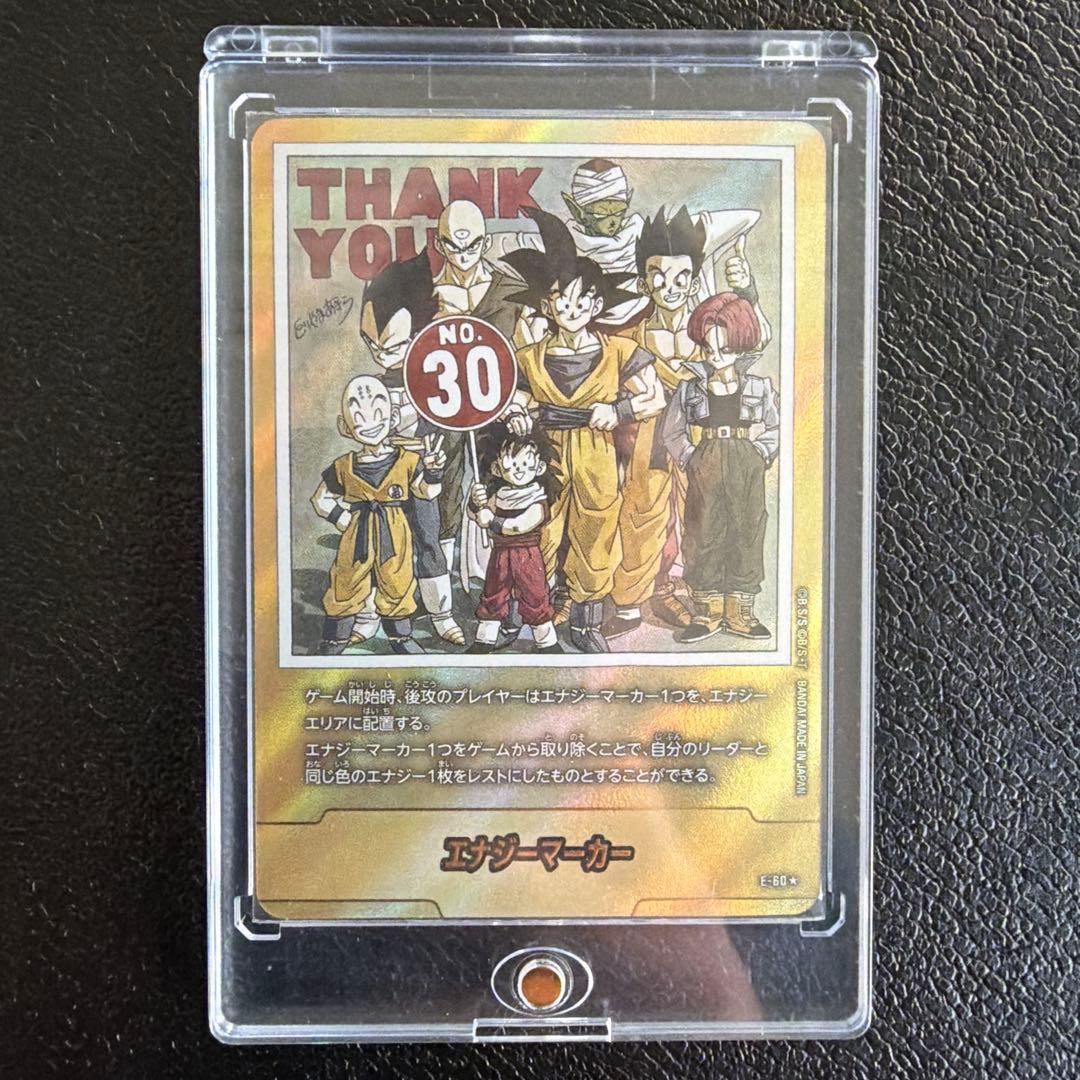 THANK
YOU
NO.
30
ゲーム開始時、後攻のプレイヤーはエナジーマーカー1つを、エナジー
エリアに配置する。
エナジーマーカー1つをゲームから取り除くことで、自分のリーダーと
同じ色のエナジー1枚をレストにしたものとすることができる。
エナジーマーカー
E-60★
©B.S/S ©B/S・T BANDAI MADE IN JAPAN